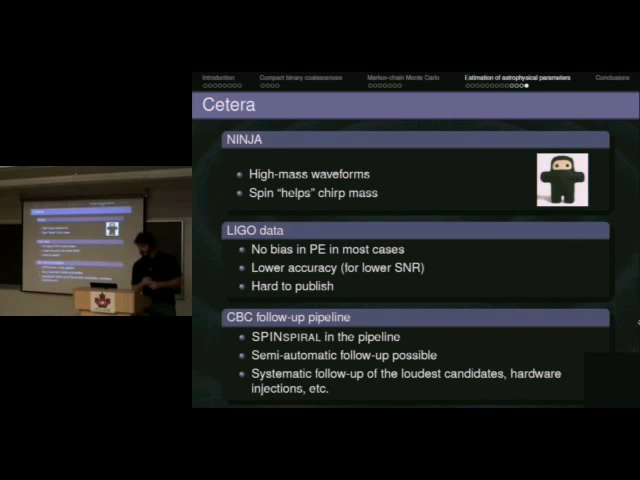 Introduction Compact binary coalescences Markov-chain Monte Carlo Estimation of astrophysical parameters Conclusions
Cetera
NINJA
High-mass waveforms
Spin "helps" chirp mass
LIGO data
No bias in PE in most cases
Lower accuracy (for lower SNR)
Hard to publish
CBC follow-up pipeline
SPINSPIRAL in the pipeline
Semi-automatic follow-up possible
Systematic follow-up of the loudest candidates, hardware
injections, etc.